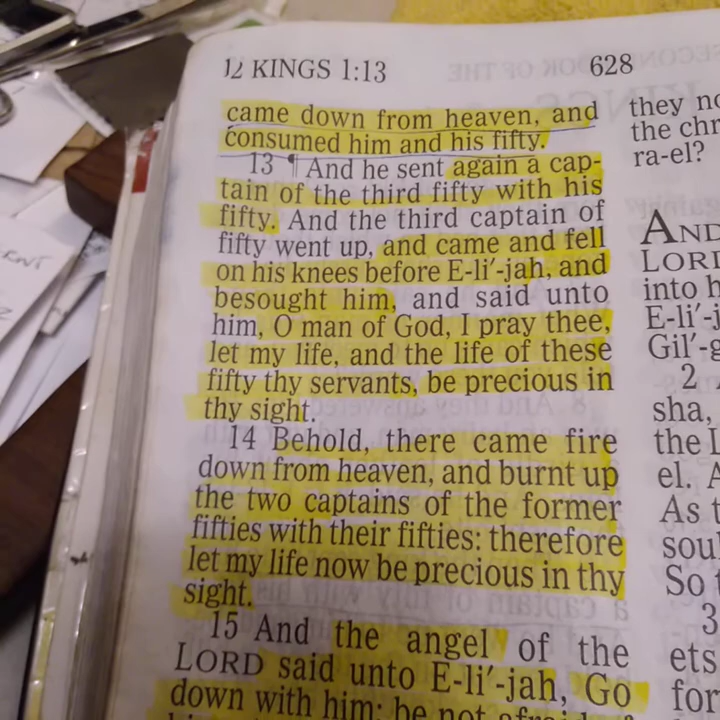 12 KINGS 1:13
628
came down from heaven, and
consumed him and his fifty.
13 ¶ And he sent again a cap-
tain of the third fifty with his
fifty. And the third captain of
fifty went up, and came and fell
on his knees before E-li′-jah, and
besought him, and said unto
him, O man of God, I pray thee,
let my life, and the life of these
fifty thy servants, be precious in
thy sight.
14 Behold, there came fire
down from heaven, and burnt up
the two captains of the former
fifties with their fifties: therefore
let my life now be precious in thy
sight.
15 And the angel of the
LORD said unto E-li′-jah, Go
down with him: be not afraid
they
the
ra-el?
AND
LORD
into
E-li′-
Gil′-
2
sha,
the
el.
As
soul
So
3
ets
for